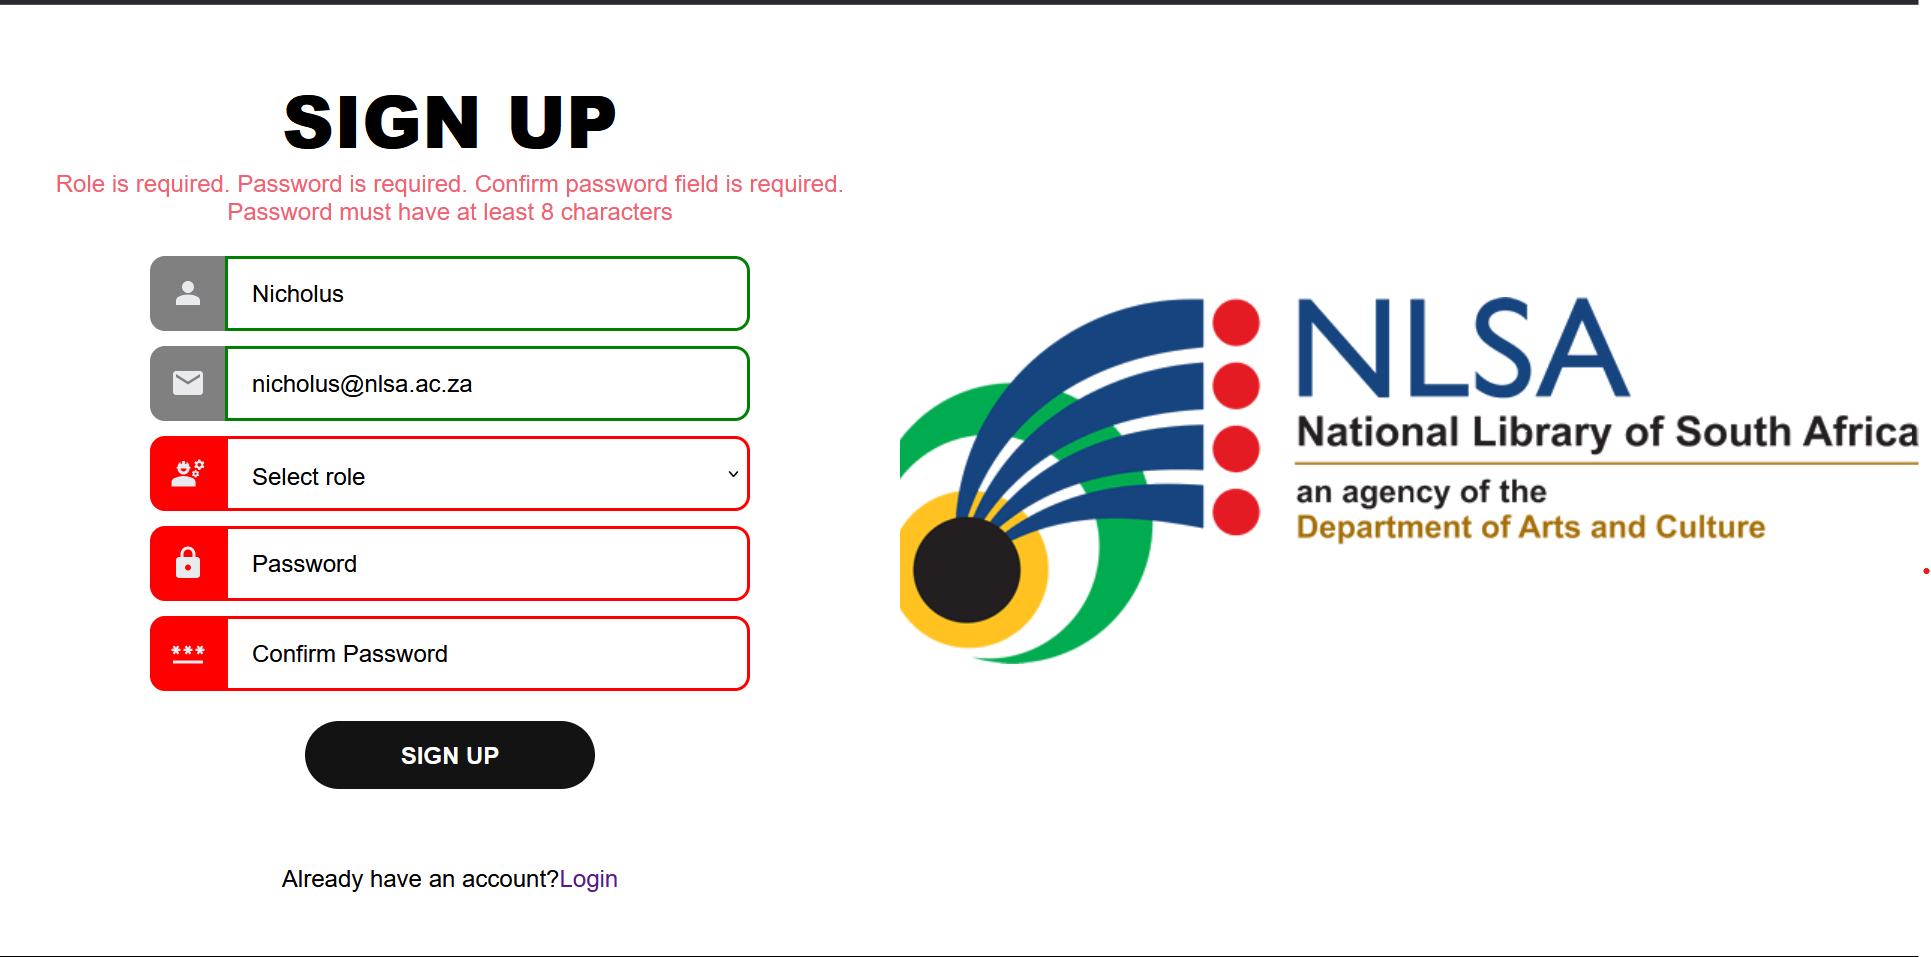 SIGN UP
Role is required. Password is required. Confirm password field is required.
Password must have at least 8 characters
Nicholus
nicholus@nlsa.ac.za
Select role
Password
Confirm Password
SIGN UP
Already have an account?Login
NLSA
National Library of South Africa
an agency of the
Department of Arts and Culture